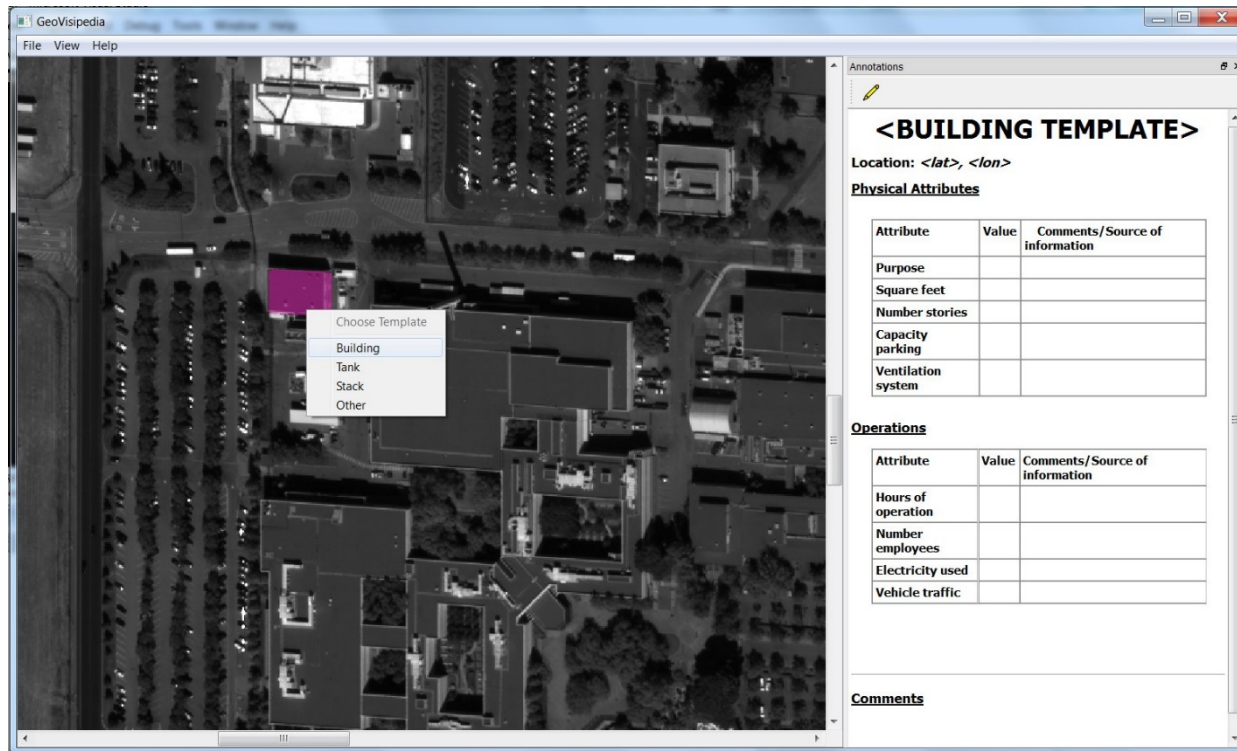 GeoVisipedia
File View Help
Choose Template
Building
Tank
Stack
Other
Annotations
<BUILDING TEMPLATE>
Location: <lat>, <lon>
Physical Attributes
Attribute Value Comments/Source of
information
Purpose
Square feet
Number stories
Capacity
parking
Ventilation
system
Operations
Attribute Value Comments/Source of
information
Hours of
operation
Number
employees
Electricity used
Vehicle traffic
Comments